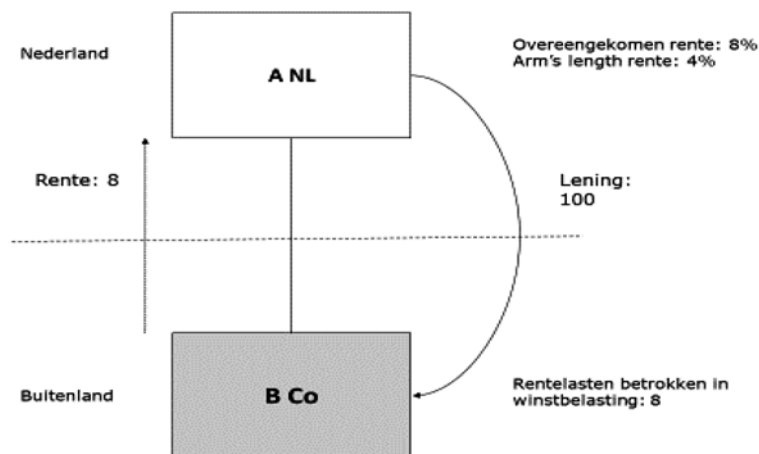 Nederland
A NL
Overeengekomen rente: 8%
Arm's length rente: 4%
Rente: 8
Lening:
100
Buitenland
B Co
Rentelasten betrokken in
winstbelasting: 8